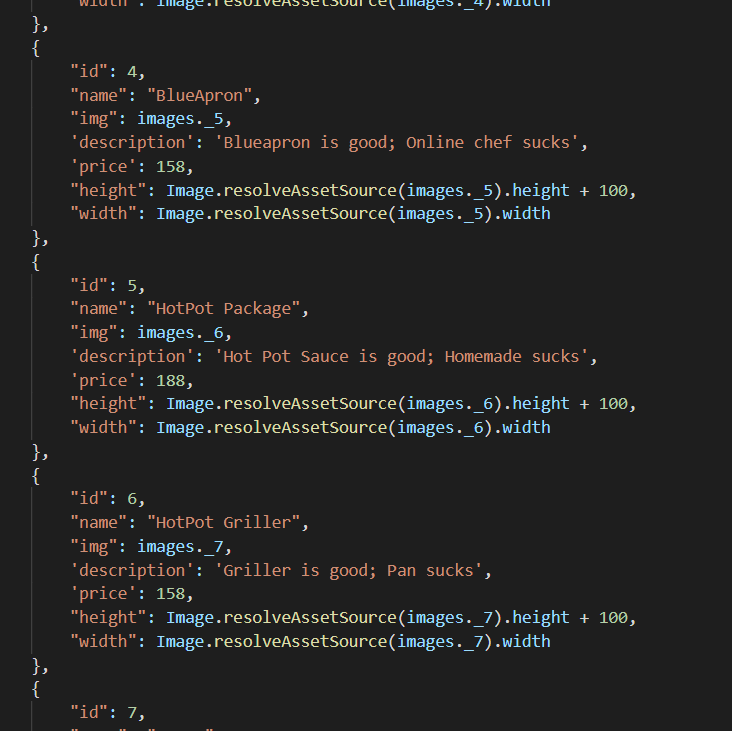 "width": Image.resolveAssetSource(images._4).width
},
{
"id": 4,
"name": "BlueApron",
"img": images._5,
'description': 'Blueapron is good; Online chef sucks',
'price': 158,
"height": Image.resolveAssetSource(images._5).height + 100,
"width": Image.resolveAssetSource(images._5).width
},
{
"id": 5,
"name": "HotPot Package",
"img": images._6,
'description': 'Hot Pot Sauce is good; Homemade sucks',
'price': 188,
"height": Image.resolveAssetSource(images._6).height + 100,
"width": Image.resolveAssetSource(images._6).width
},
{
"id": 6,
"name": "HotPot Griller",
"img": images._7,
'description': 'Griller is good; Pan sucks',
'price': 158,
"height": Image.resolveAssetSource(images._7).height + 100,
"width": Image.resolveAssetSource(images._7).width
},
{
"id": 7,